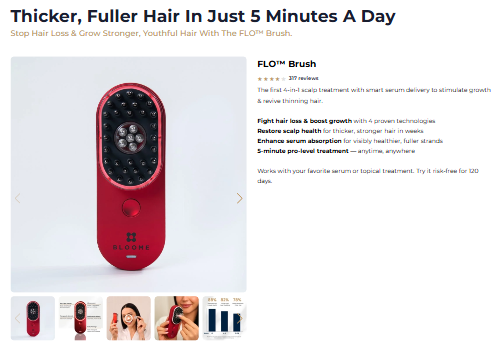 Thicker, Fuller Hair In Just 5 Minutes A Day
Stop Hair Loss & Grow Stronger, Youthful Hair With The FLO™ Brush.
FLO™ Brush
317 reviews
The first 4-in-1 scalp treatment with smart serum delivery to stimulate growth
& revive thinning hair.
Fight hair loss & boost growth with 4 proven technologies
Restore scalp health for thicker, stronger hair in weeks
Enhance serum absorption for visibly healthier, fuller strands
5-minute pro-level treatment — anytime, anywhere
Works with your favorite serum or topical treatment. Try it risk-free for 120
days.